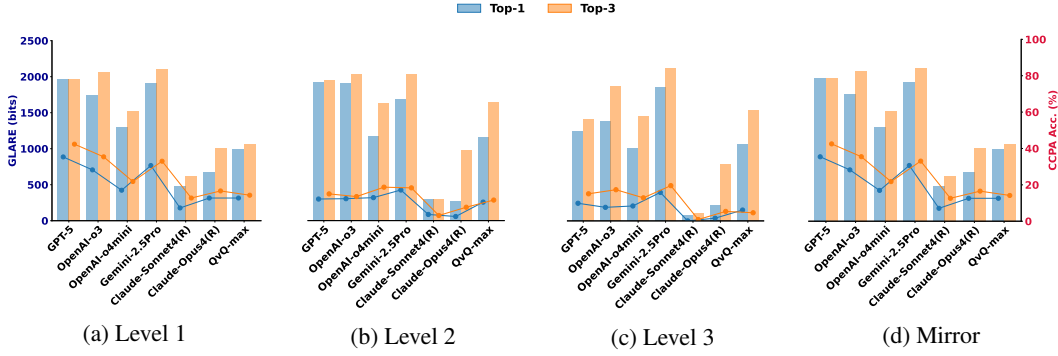 Top-1 Top-3
GLARE (bits)
2500
2000
1500
1000
500
0
GPT-5
OpenAI-o3
OpenAI-o4mini
Gemini-2.5Pro
Claude-Sonnet4(R)
Claude-Opus4(R)
QvQ-max
(a) Level 1
GPT-5
OpenAI-o3
OpenAI-o4mini
Gemini-2.5Pro
Claude-Sonnet4(R)
Claude-Opus4(R)
QvQ-max
(b) Level 2
GPT-5
OpenAI-o3
OpenAI-o4mini
Gemini-2.5Pro
Claude-Sonnet4(R)
Claude-Opus4(R)
QvQ-max
(c) Level 3
GPT-5
OpenAI-o3
OpenAI-o4mini
Gemini-2.5Pro
Claude-Sonnet4(R)
Claude-Opus4(R)
QvQ-max
(d) Mirror
100
80
60
40
20
0
CCPA Acc. (%)